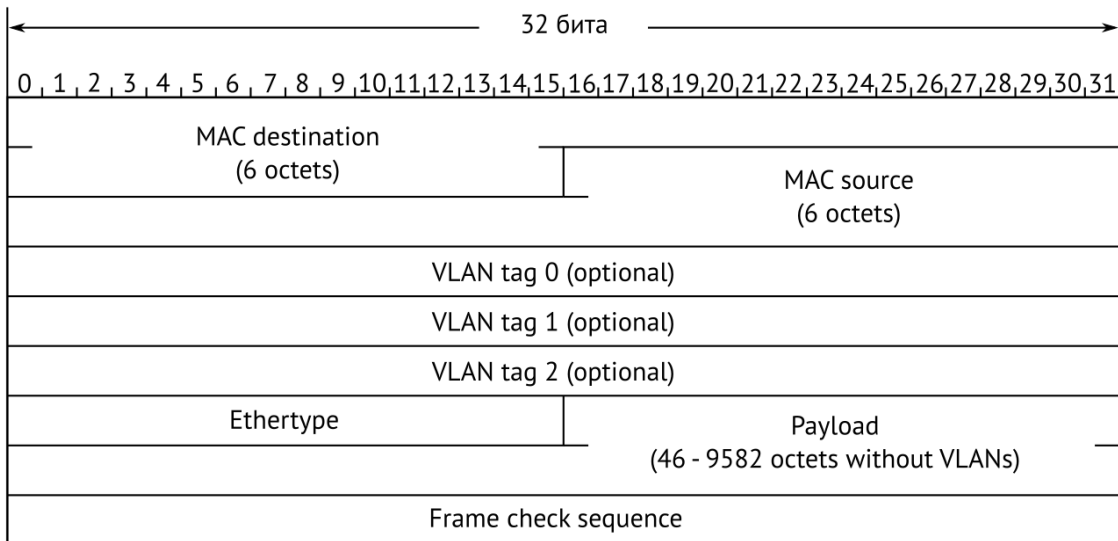 32 бита
0 1 2 3 4 5 6 7 8 9 10 11 12 13 14 15 16 17 18 19 20 21 22 23 24 25 26 27 28 29 30 31
MAC destination
(6 octets)
MAC source
(6 octets)
VLAN tag 0 (optional)
VLAN tag 1 (optional)
VLAN tag 2 (optional)
Ethertype
Payload
(46 - 9582 octets without VLANs)
Frame check sequence